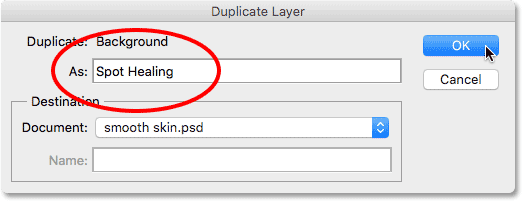 Duplicate Layer
Duplicate: Background
OK
As: Spot Healing
Cancel
Destination
Document: smooth skin.psd
Name: